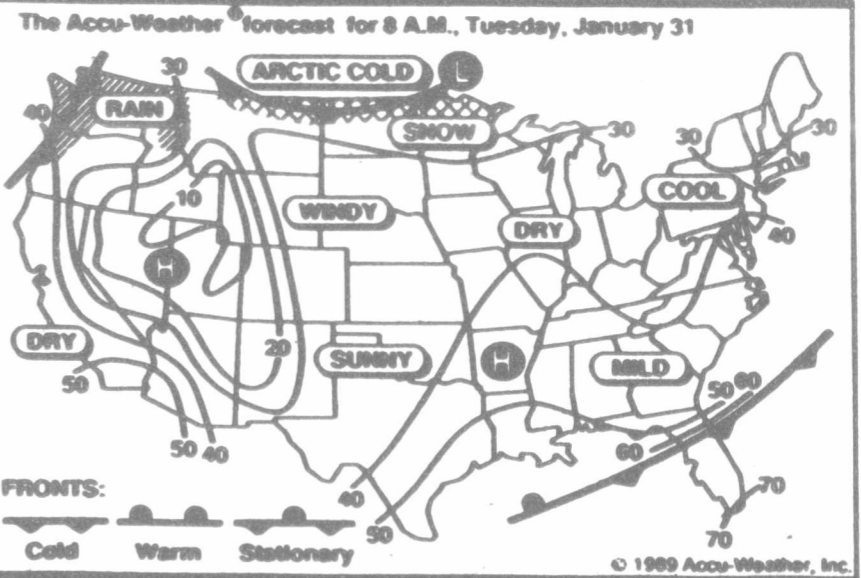 The Accu-Weather® forecast for 8 A.M., Tuesday, January 31
30
ARCTIC COLD
L
40
RAIN
SNOW
30
30
30
10
WINDY
COOL
DRY
40
H
DRY
20
SUNNY
H
MILD
50
50
60
50
40
60
FRONTS:
40
70
50
70
Cold
Warm
Stationary
© 1989 Accu-Weather, Inc.